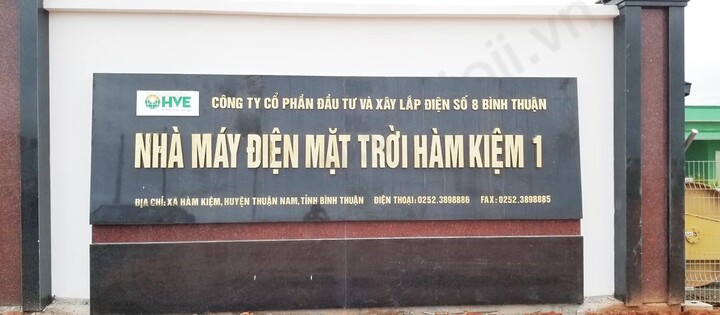 HVE
CÔNG TY CỔ PHẦN ĐẦU TƯ VÀ XÂY LẮP ĐIỆN SỐ 8 BÌNH THUẬN
NHÀ MÁY ĐIỆN MẶT TRỜI HÀM KIỆM 1
ĐỊA CHỈ: XÃ HÀM KIỆM, HUYỆN THUẬN NAM, TỈNH BÌNH THUẬN ĐIỆN THOẠI: 0252.3898886 FAX: 0252.3898885